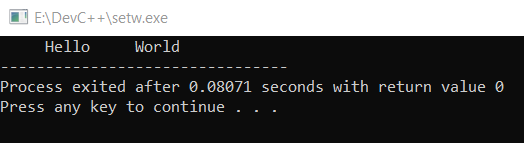 E:\DevC++\setw.exe
     Hello     World
--------------------------------
Process exited after 0.08071 seconds with return value 0
Press any key to continue . . .